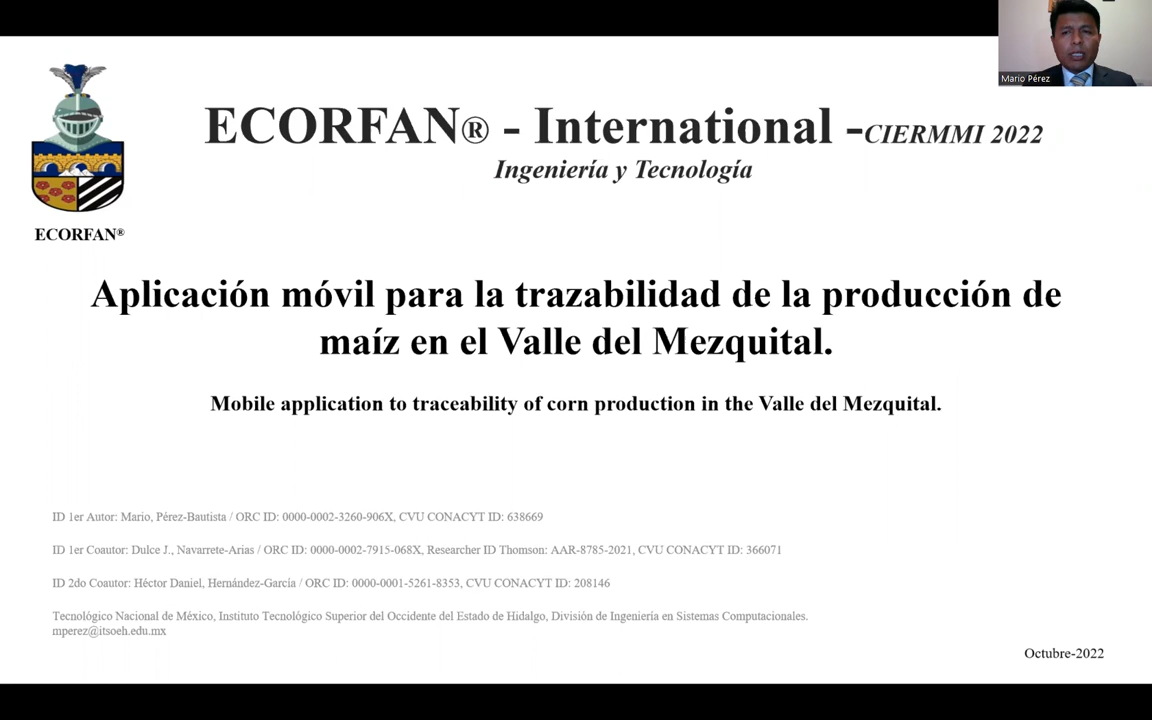 Mario Pérez
ECORFAN® - International -CIERMMI 2022
Ingeniería y Tecnología
ECORFAN®
Aplicación móvil para la trazabilidad de la producción de
maíz en el Valle del Mezquital.
Mobile application to traceability of corn production in the Valle del Mezquital.
ID 1er Autor: Mario, Pérez-Bautista / ORC ID: 0000-0002-3260-906X, CVU CONACYT ID: 638669
ID 1er Coautor: Dulce J., Navarrete-Arias / ORC ID: 0000-0002-7915-068X, Researcher ID Thomson: AAR-8785-2021, CVU CONACYT ID: 366071
ID 2do Coautor: Héctor Daniel, Hernández-García / ORC ID: 0000-0001-5261-8353, CVU CONACYT ID: 208146
Tecnológico Nacional de México, Instituto Tecnológico Superior del Occidente del Estado de Hidalgo, División de Ingeniería en Sistemas Computacionales.
mperez@itsoeh.edu.mx
Octubre-2022